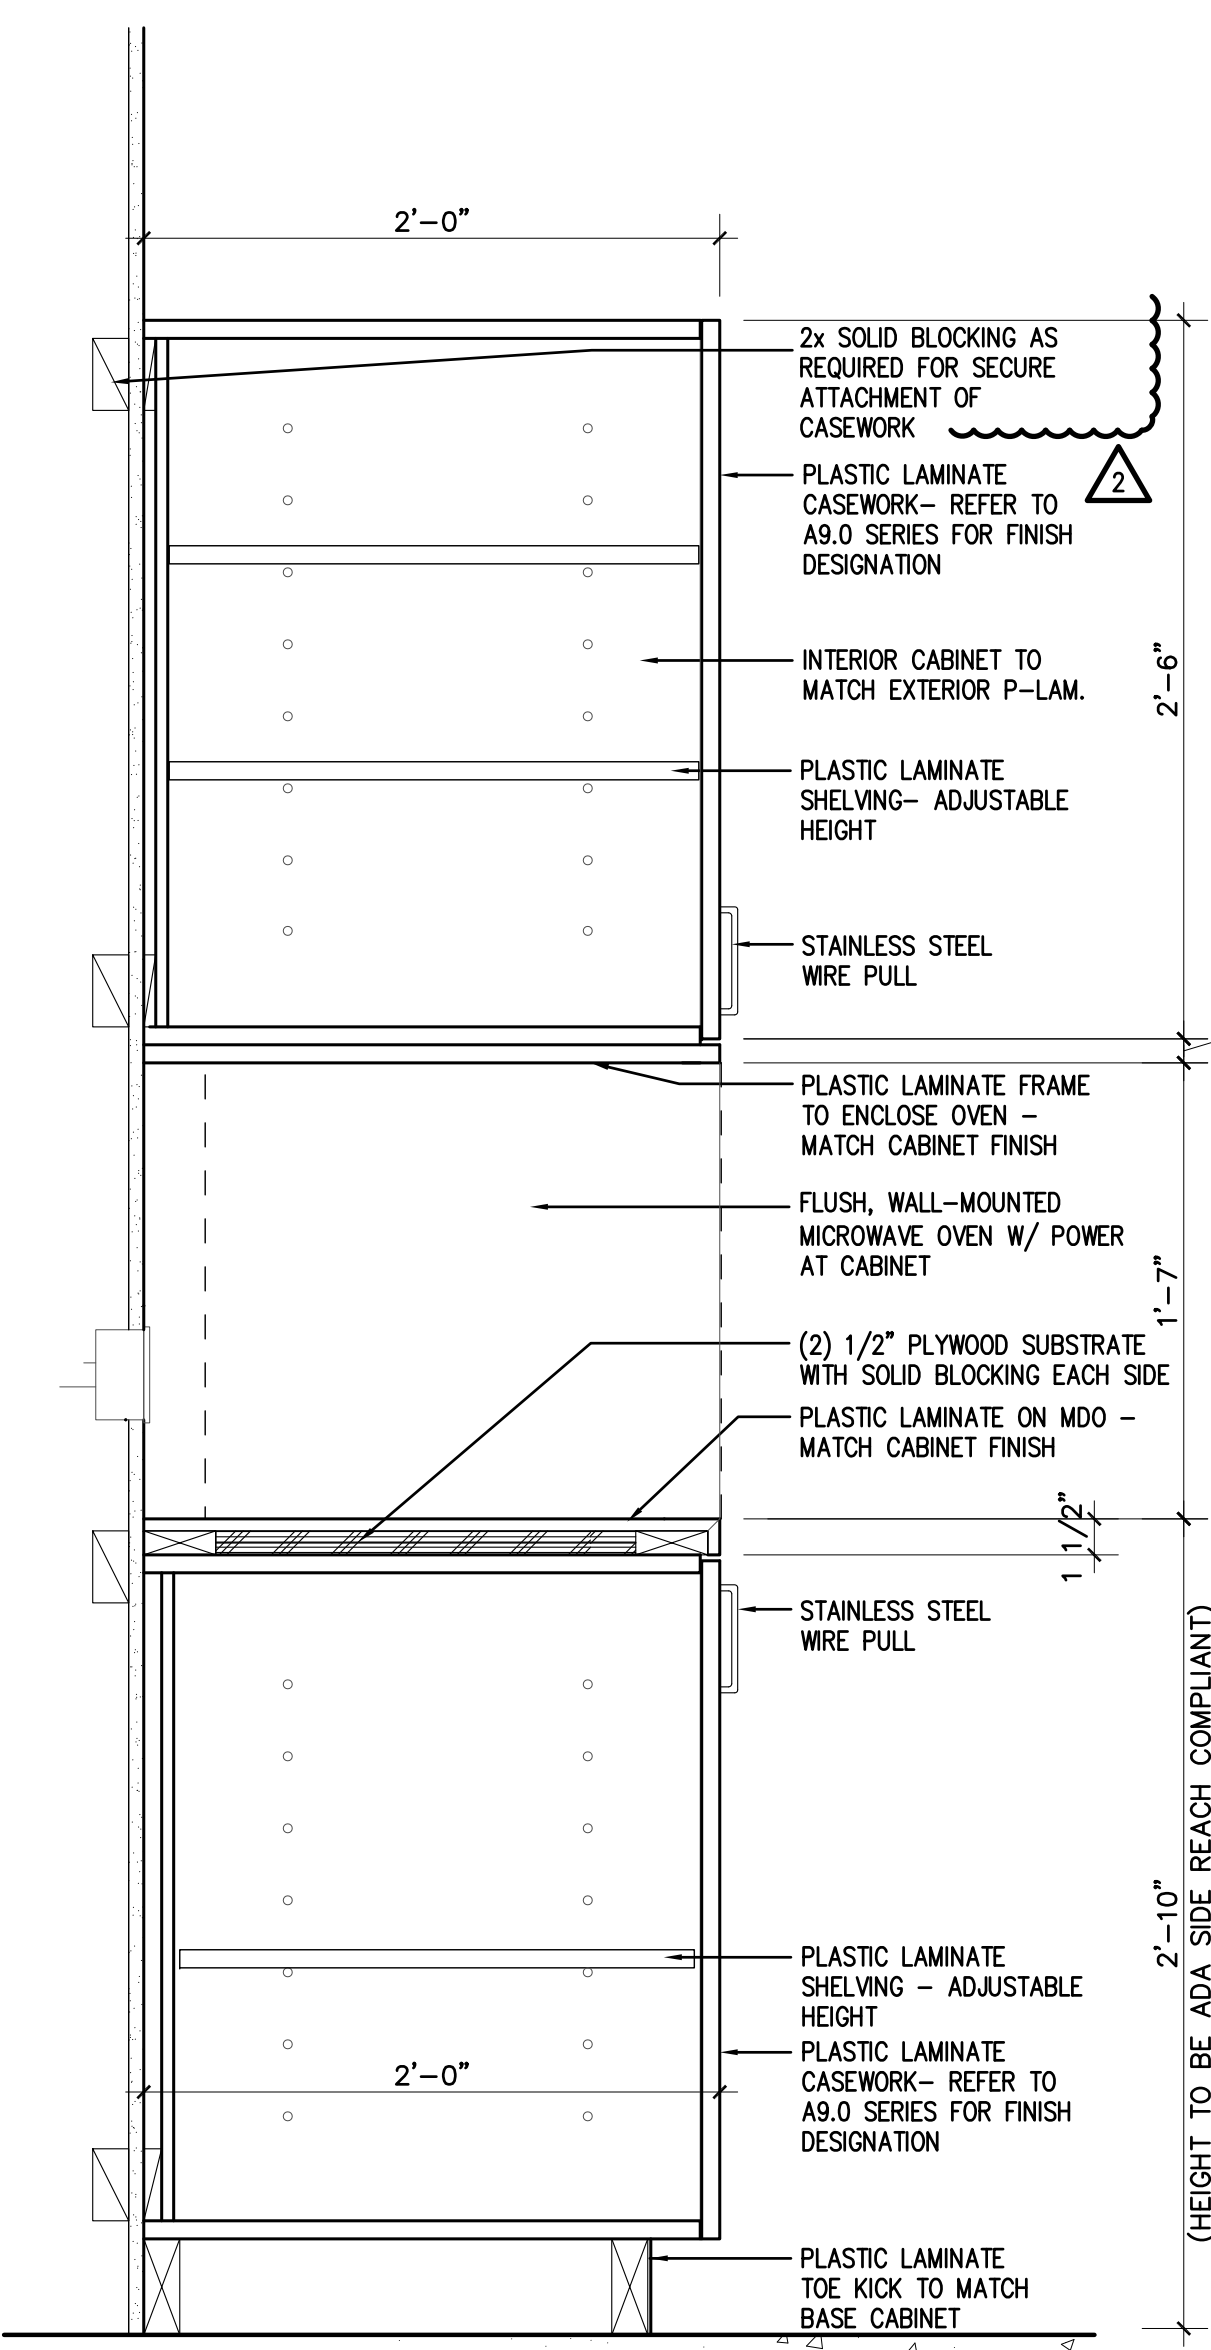 2'-0"
2x SOLID BLOCKING AS
REQUIRED FOR SECURE
ATTACHMENT OF
CASEWORK
2
PLASTIC LAMINATE
CASEWORK- REFER TO
A9.0 SERIES FOR FINISH
DESIGNATION
INTERIOR CABINET TO
MATCH EXTERIOR P-LAM.
2'-6"
PLASTIC LAMINATE
SHELVING- ADJUSTABLE
HEIGHT
STAINLESS STEEL
WIRE PULL
PLASTIC LAMINATE FRAME
TO ENCLOSE OVEN -
MATCH CABINET FINISH
FLUSH, WALL-MOUNTED
MICROWAVE OVEN W/ POWER
AT CABINET
1'-7"
(2) 1/2" PLYWOOD SUBSTRATE
WITH SOLID BLOCKING EACH SIDE
PLASTIC LAMINATE ON MDO -
MATCH CABINET FINISH
1 1/2"
STAINLESS STEEL
WIRE PULL
2'-10"
(HEIGHT TO BE ADA SIDE REACH COMPLIANT)
PLASTIC LAMINATE
SHELVING - ADJUSTABLE
HEIGHT
2'-0"
PLASTIC LAMINATE
CASEWORK- REFER TO
A9.0 SERIES FOR FINISH
DESIGNATION
PLASTIC LAMINATE
TOE KICK TO MATCH
BASE CABINET